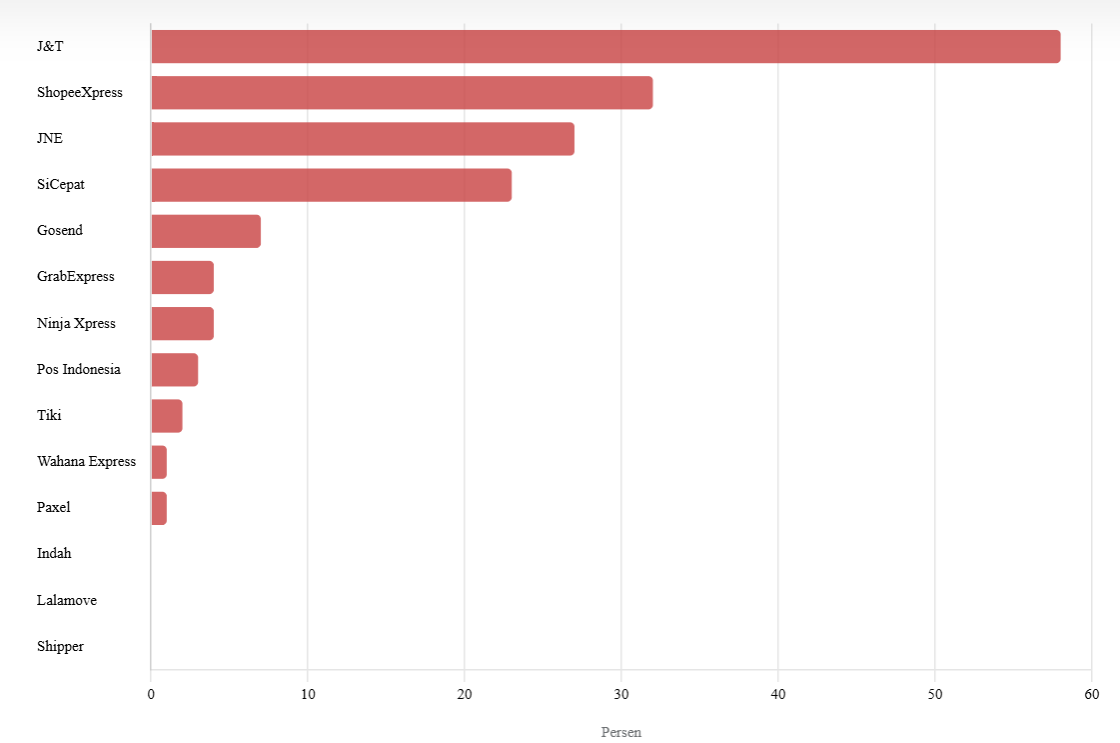 J&T
ShopeeXpress
JNE
SiCepat
Gosend
GrabExpress
Ninja Xpress
Pos Indonesia
Tiki
Wahana Express
Paxel
Indah
Lalamove
Shipper
0 10 20 30 40 50 60
Persen